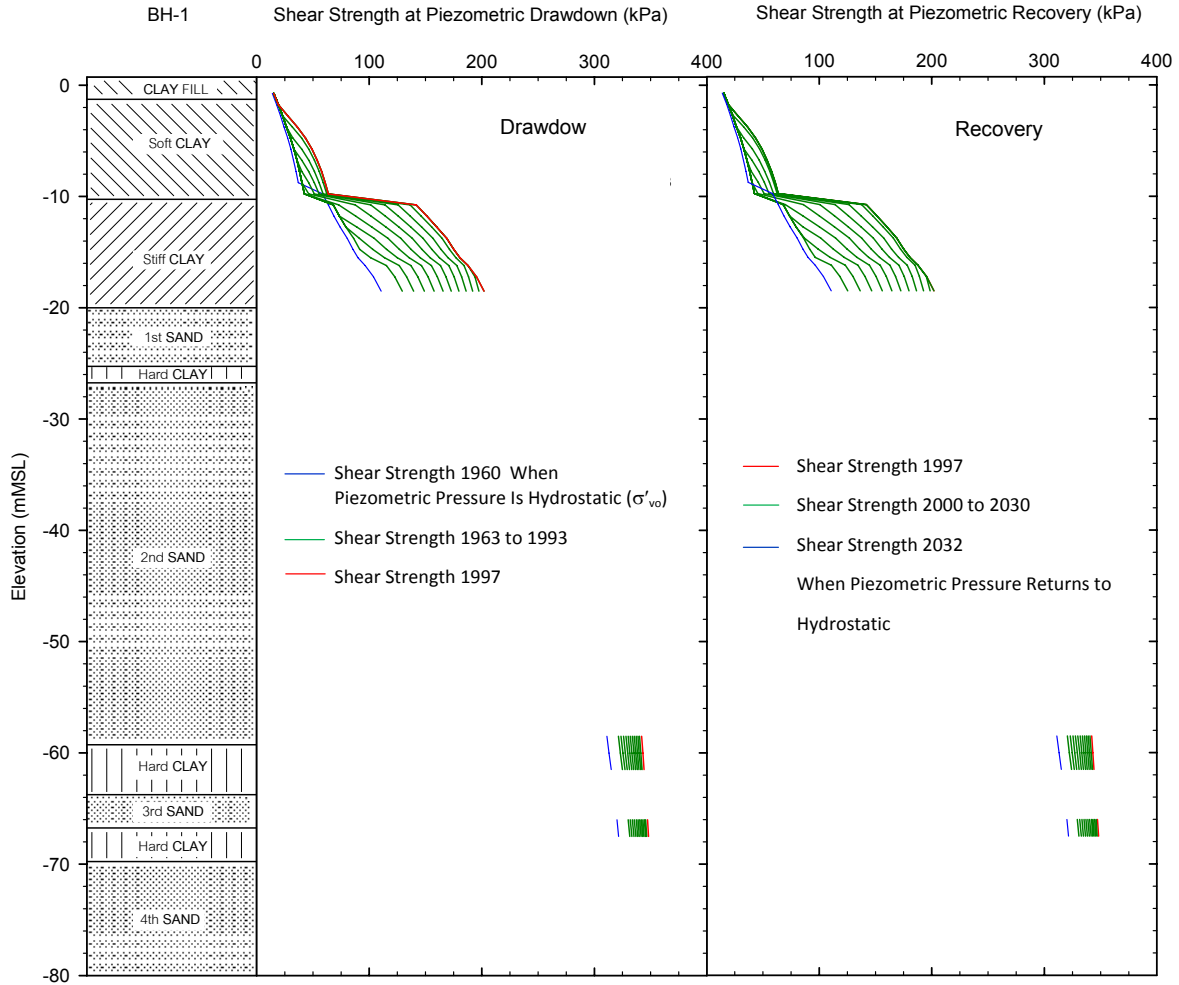 BH-1
Shear Strength at Piezometric Drawdown (kPa)
Shear Strength at Piezometric Recovery (kPa)
0 100 200 300 400 100 200 300 400
0
-10
-20
-30
-40
-50
-60
-70
-80
Elevation (mMSL)
CLAY FILL
Soft CLAY
Stiff CLAY
1st SAND
Hard CLAY
2nd SAND
Hard CLAY
3rd SAND
Hard CLAY
4th SAND
Drawdow
Shear Strength 1960 When
Piezometric Pressure Is Hydrostatic (σ'vo)
Shear Strength 1963 to 1993
Shear Strength 1997
Recovery
Shear Strength 1997
Shear Strength 2000 to 2030
Shear Strength 2032
When Piezometric Pressure Returns to
Hydrostatic